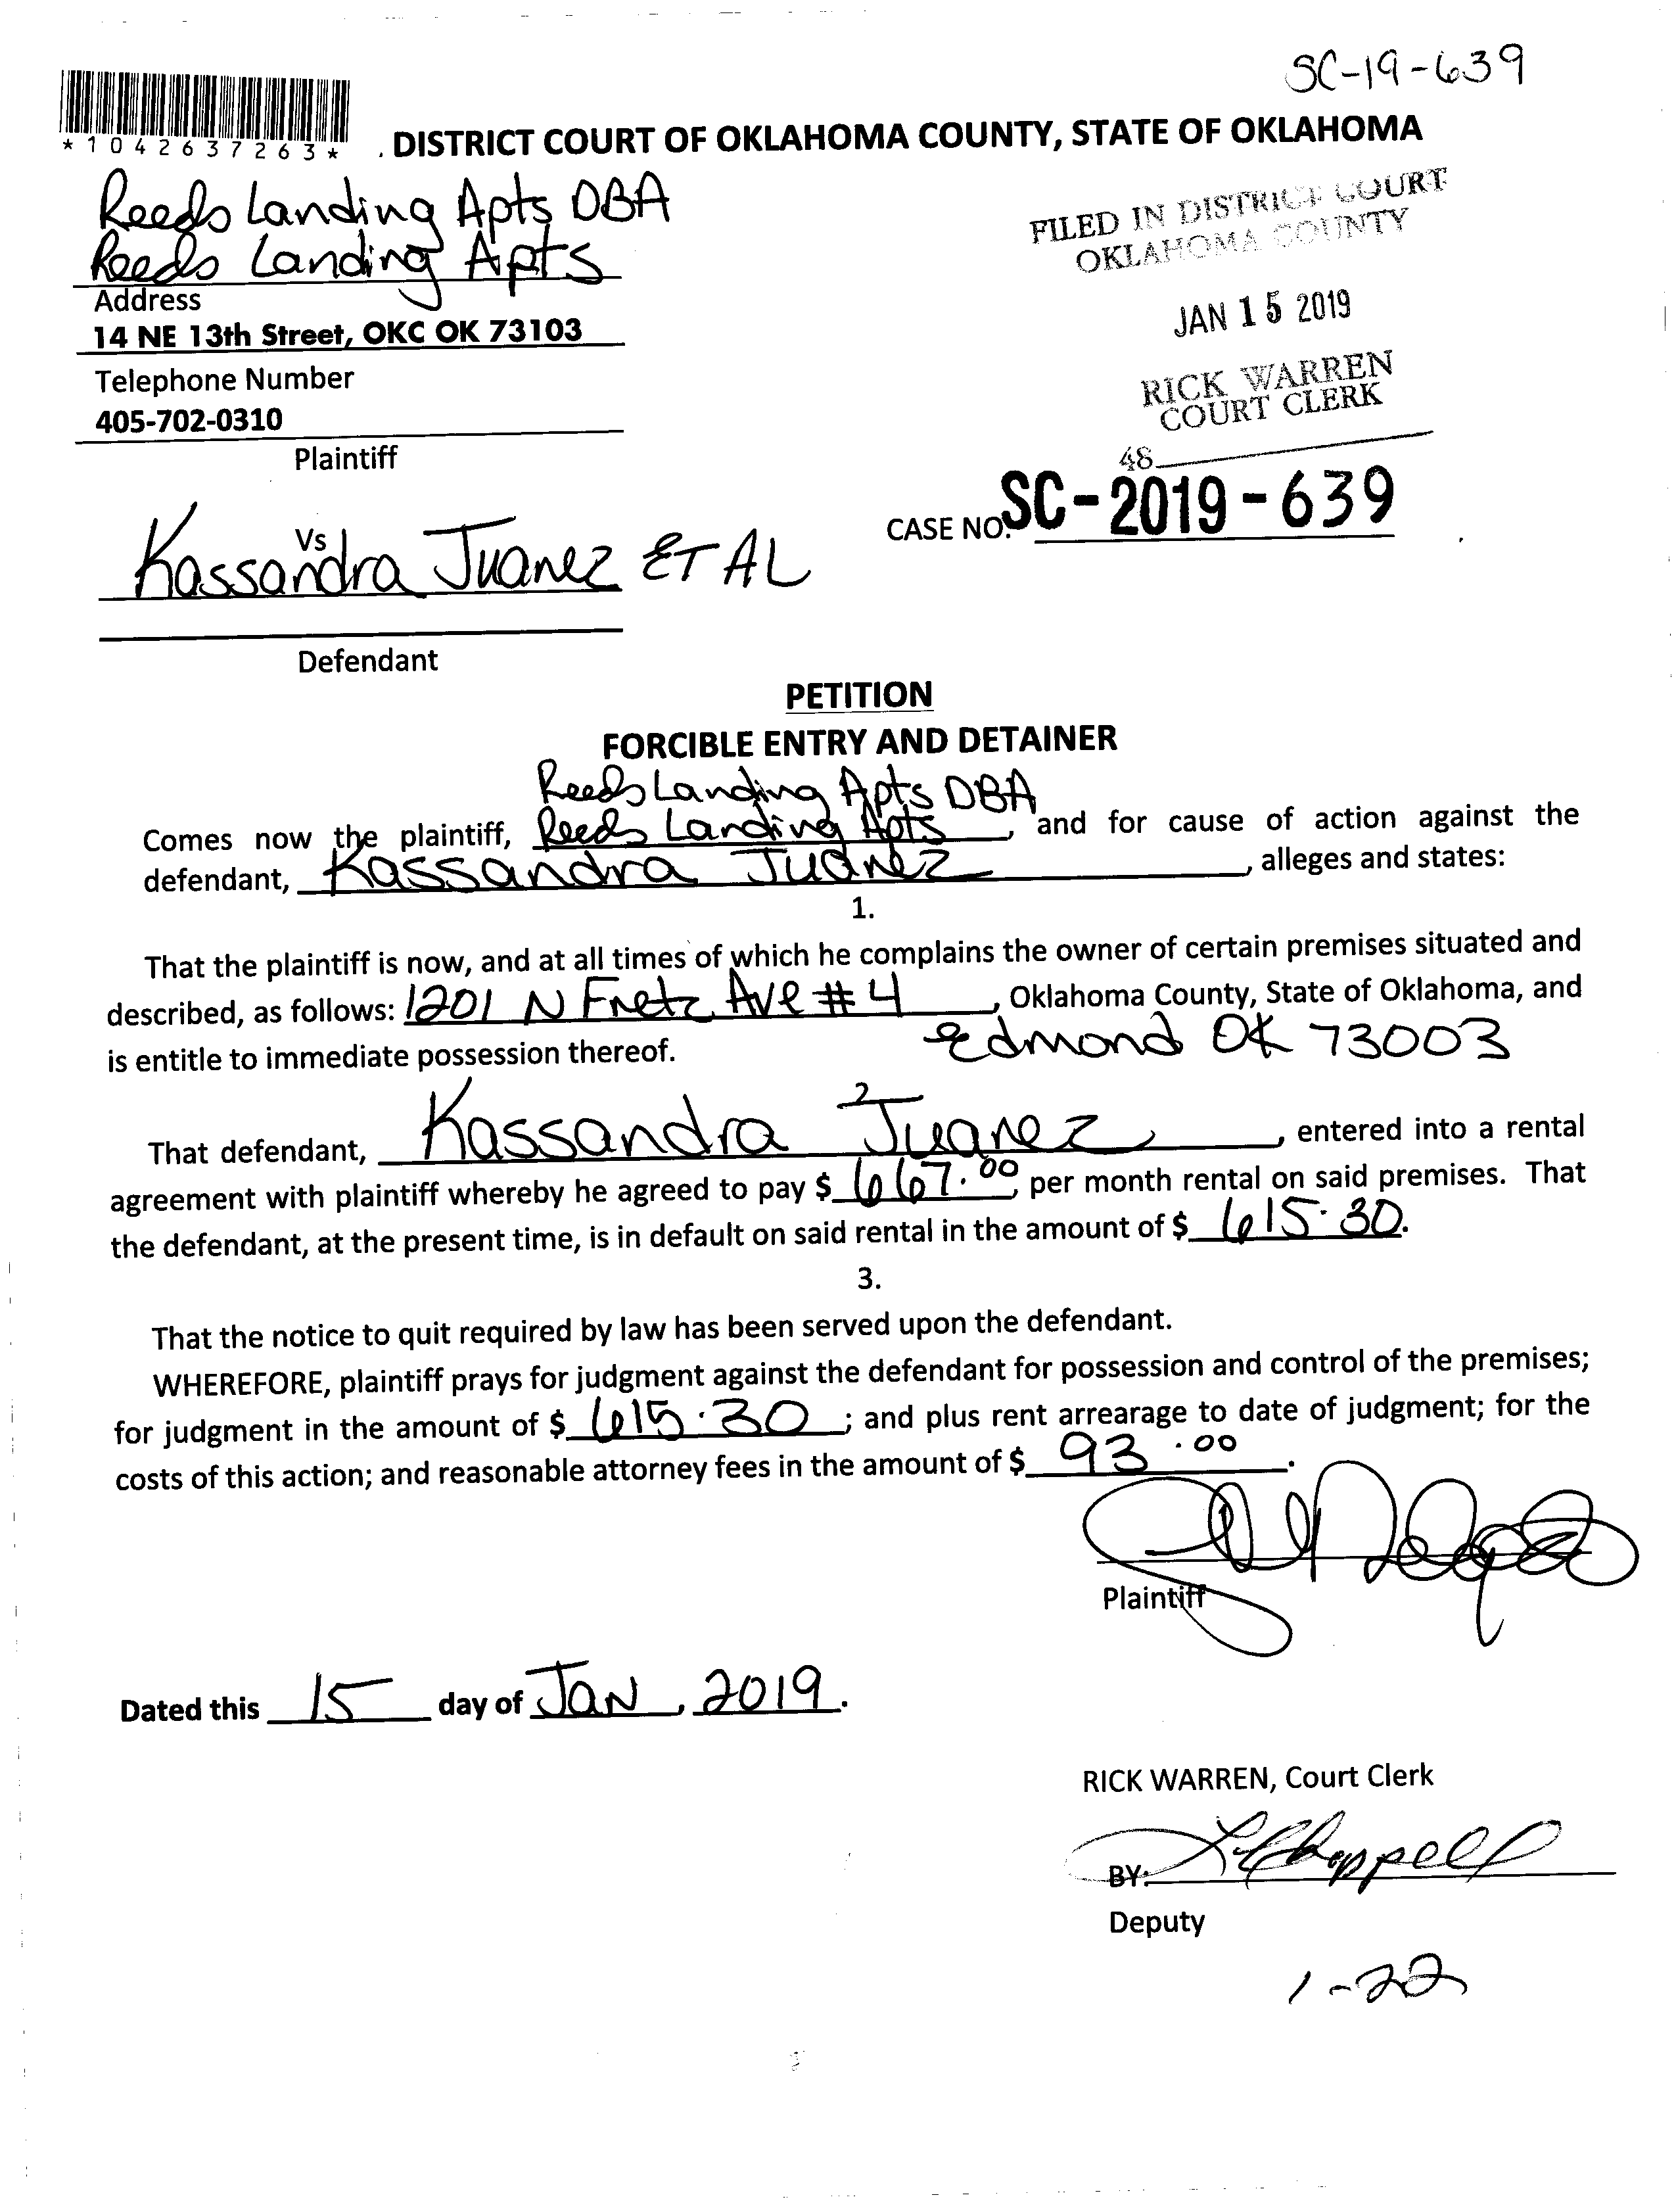 SC-19-639
*1042637263*
. DISTRICT COURT OF OKLAHOMA COUNTY, STATE OF OKLAHOMA
Reeds Landing Apts DBA
Reeds Landing Apts
Address
14 NE 13th Street, OKC OK 73103
Telephone Number
405-702-0310
Plaintiff
FILED IN DISTRICT COURT
OKLAHOMA COUNTY
JAN 15 2019
RICK WARREN
COURT CLERK
48
CASE NO. SC-2019-639
Vs
Kassandra Juanez ET AL
Defendant
PETITION
FORCIBLE ENTRY AND DETAINER
Reeds Landing Apts DBA
Comes now the plaintiff, Reeds Landing Apts, and for cause of action against the
defendant, Kassandra Juanez, alleges and states:
1.
That the plaintiff is now, and at all times of which he complains the owner of certain premises situated and
described, as follows: 1201 N Fretz Ave #4, Oklahoma County, State of Oklahoma, and
is entitle to immediate possession thereof. Edmond OK 73003
2
That defendant, Kassandra Juanez, entered into a rental
agreement with plaintiff whereby he agreed to pay $ 667.00, per month rental on said premises. That
the defendant, at the present time, is in default on said rental in the amount of $ 615.30.
3.
That the notice to quit required by law has been served upon the defendant.
WHEREFORE, plaintiff prays for judgment against the defendant for possession and control of the premises;
for judgment in the amount of $ 615.30; and plus rent arrearage to date of judgment; for the
costs of this action; and reasonable attorney fees in the amount of $ 93.00.
Plaintiff
Dated this 15 day of JAN, 2019.
RICK WARREN, Court Clerk
BY: Chappell
Deputy
1-22